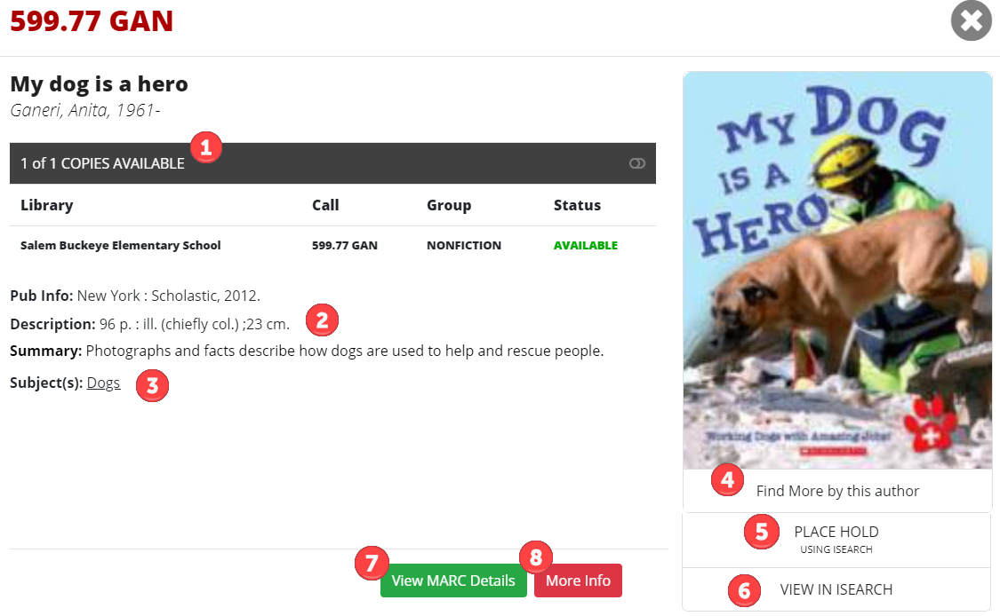 599.77 GAN
My dog is a hero
Ganeri, Anita, 1961-
1
1 of 1 COPIES AVAILABLE
Library Call Group Status
Salem Buckeye Elementary School 599.77 GAN NONFICTION AVAILABLE
Pub Info: New York : Scholastic, 2012.
Description: 96 p. : ill. (chiefly col.) ;23 cm.
2
Summary: Photographs and facts describe how dogs are used to help and rescue people.
Subject(s): Dogs
3
MY DOG
IS A
HERO
Working Dogs with Amazing Jobs!
4
Find More by this author
5
PLACE HOLD
USING ISEARCH
6
VIEW IN ISEARCH
7
View MARC Details
8
More Info